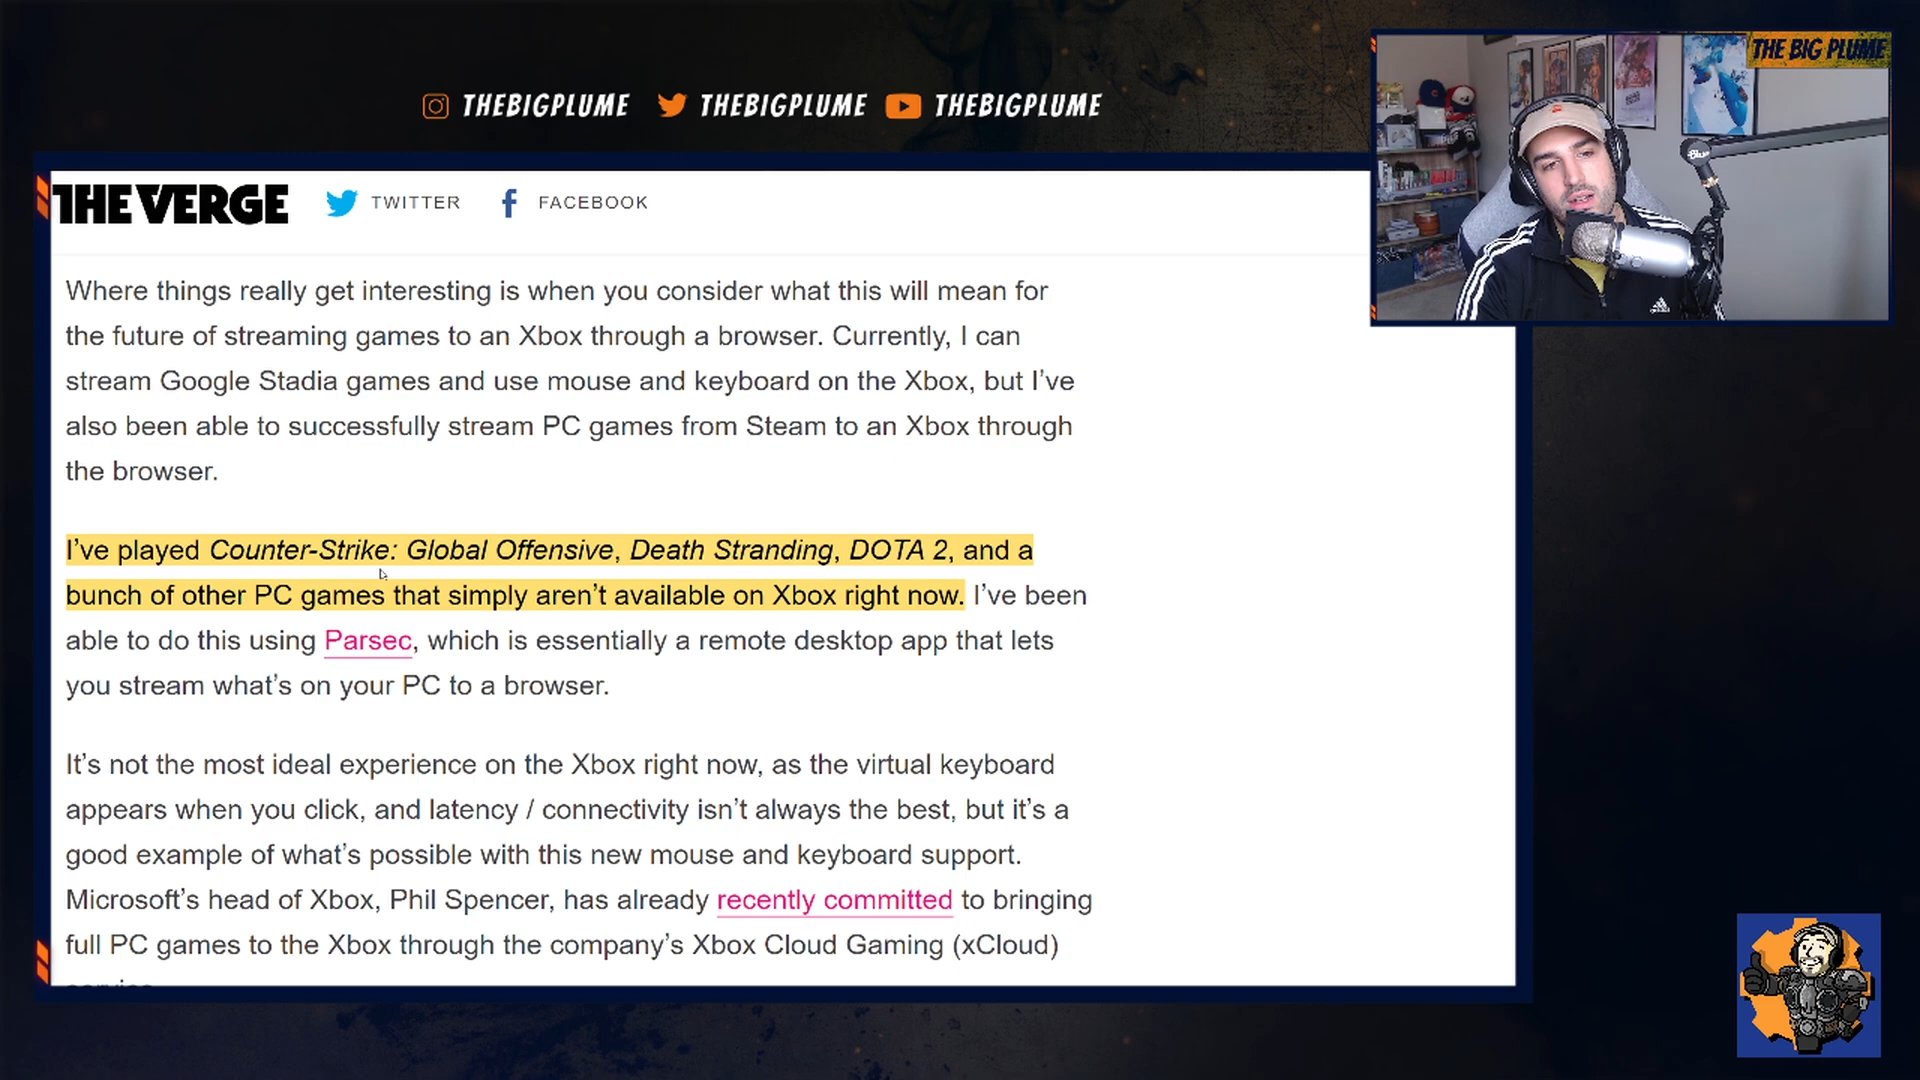 THE BIG PLUME
THEBIGPLUME THEBIGPLUME THEBIGPLUME
THE VERGE TWITTER FACEBOOK
Where things really get interesting is when you consider what this will mean for
the future of streaming games to an Xbox through a browser. Currently, I can
stream Google Stadia games and use mouse and keyboard on the Xbox, but I’ve
also been able to successfully stream PC games from Steam to an Xbox through
the browser.
I’ve played Counter-Strike: Global Offensive, Death Stranding, DOTA 2, and a
bunch of other PC games that simply aren’t available on Xbox right now. I’ve been
able to do this using Parsec, which is essentially a remote desktop app that lets
you stream what’s on your PC to a browser.
It’s not the most ideal experience on the Xbox right now, as the virtual keyboard
appears when you click, and latency / connectivity isn’t always the best, but it’s a
good example of what’s possible with this new mouse and keyboard support.
Microsoft’s head of Xbox, Phil Spencer, has already recently committed to bringing
full PC games to the Xbox through the company’s Xbox Cloud Gaming (xCloud)